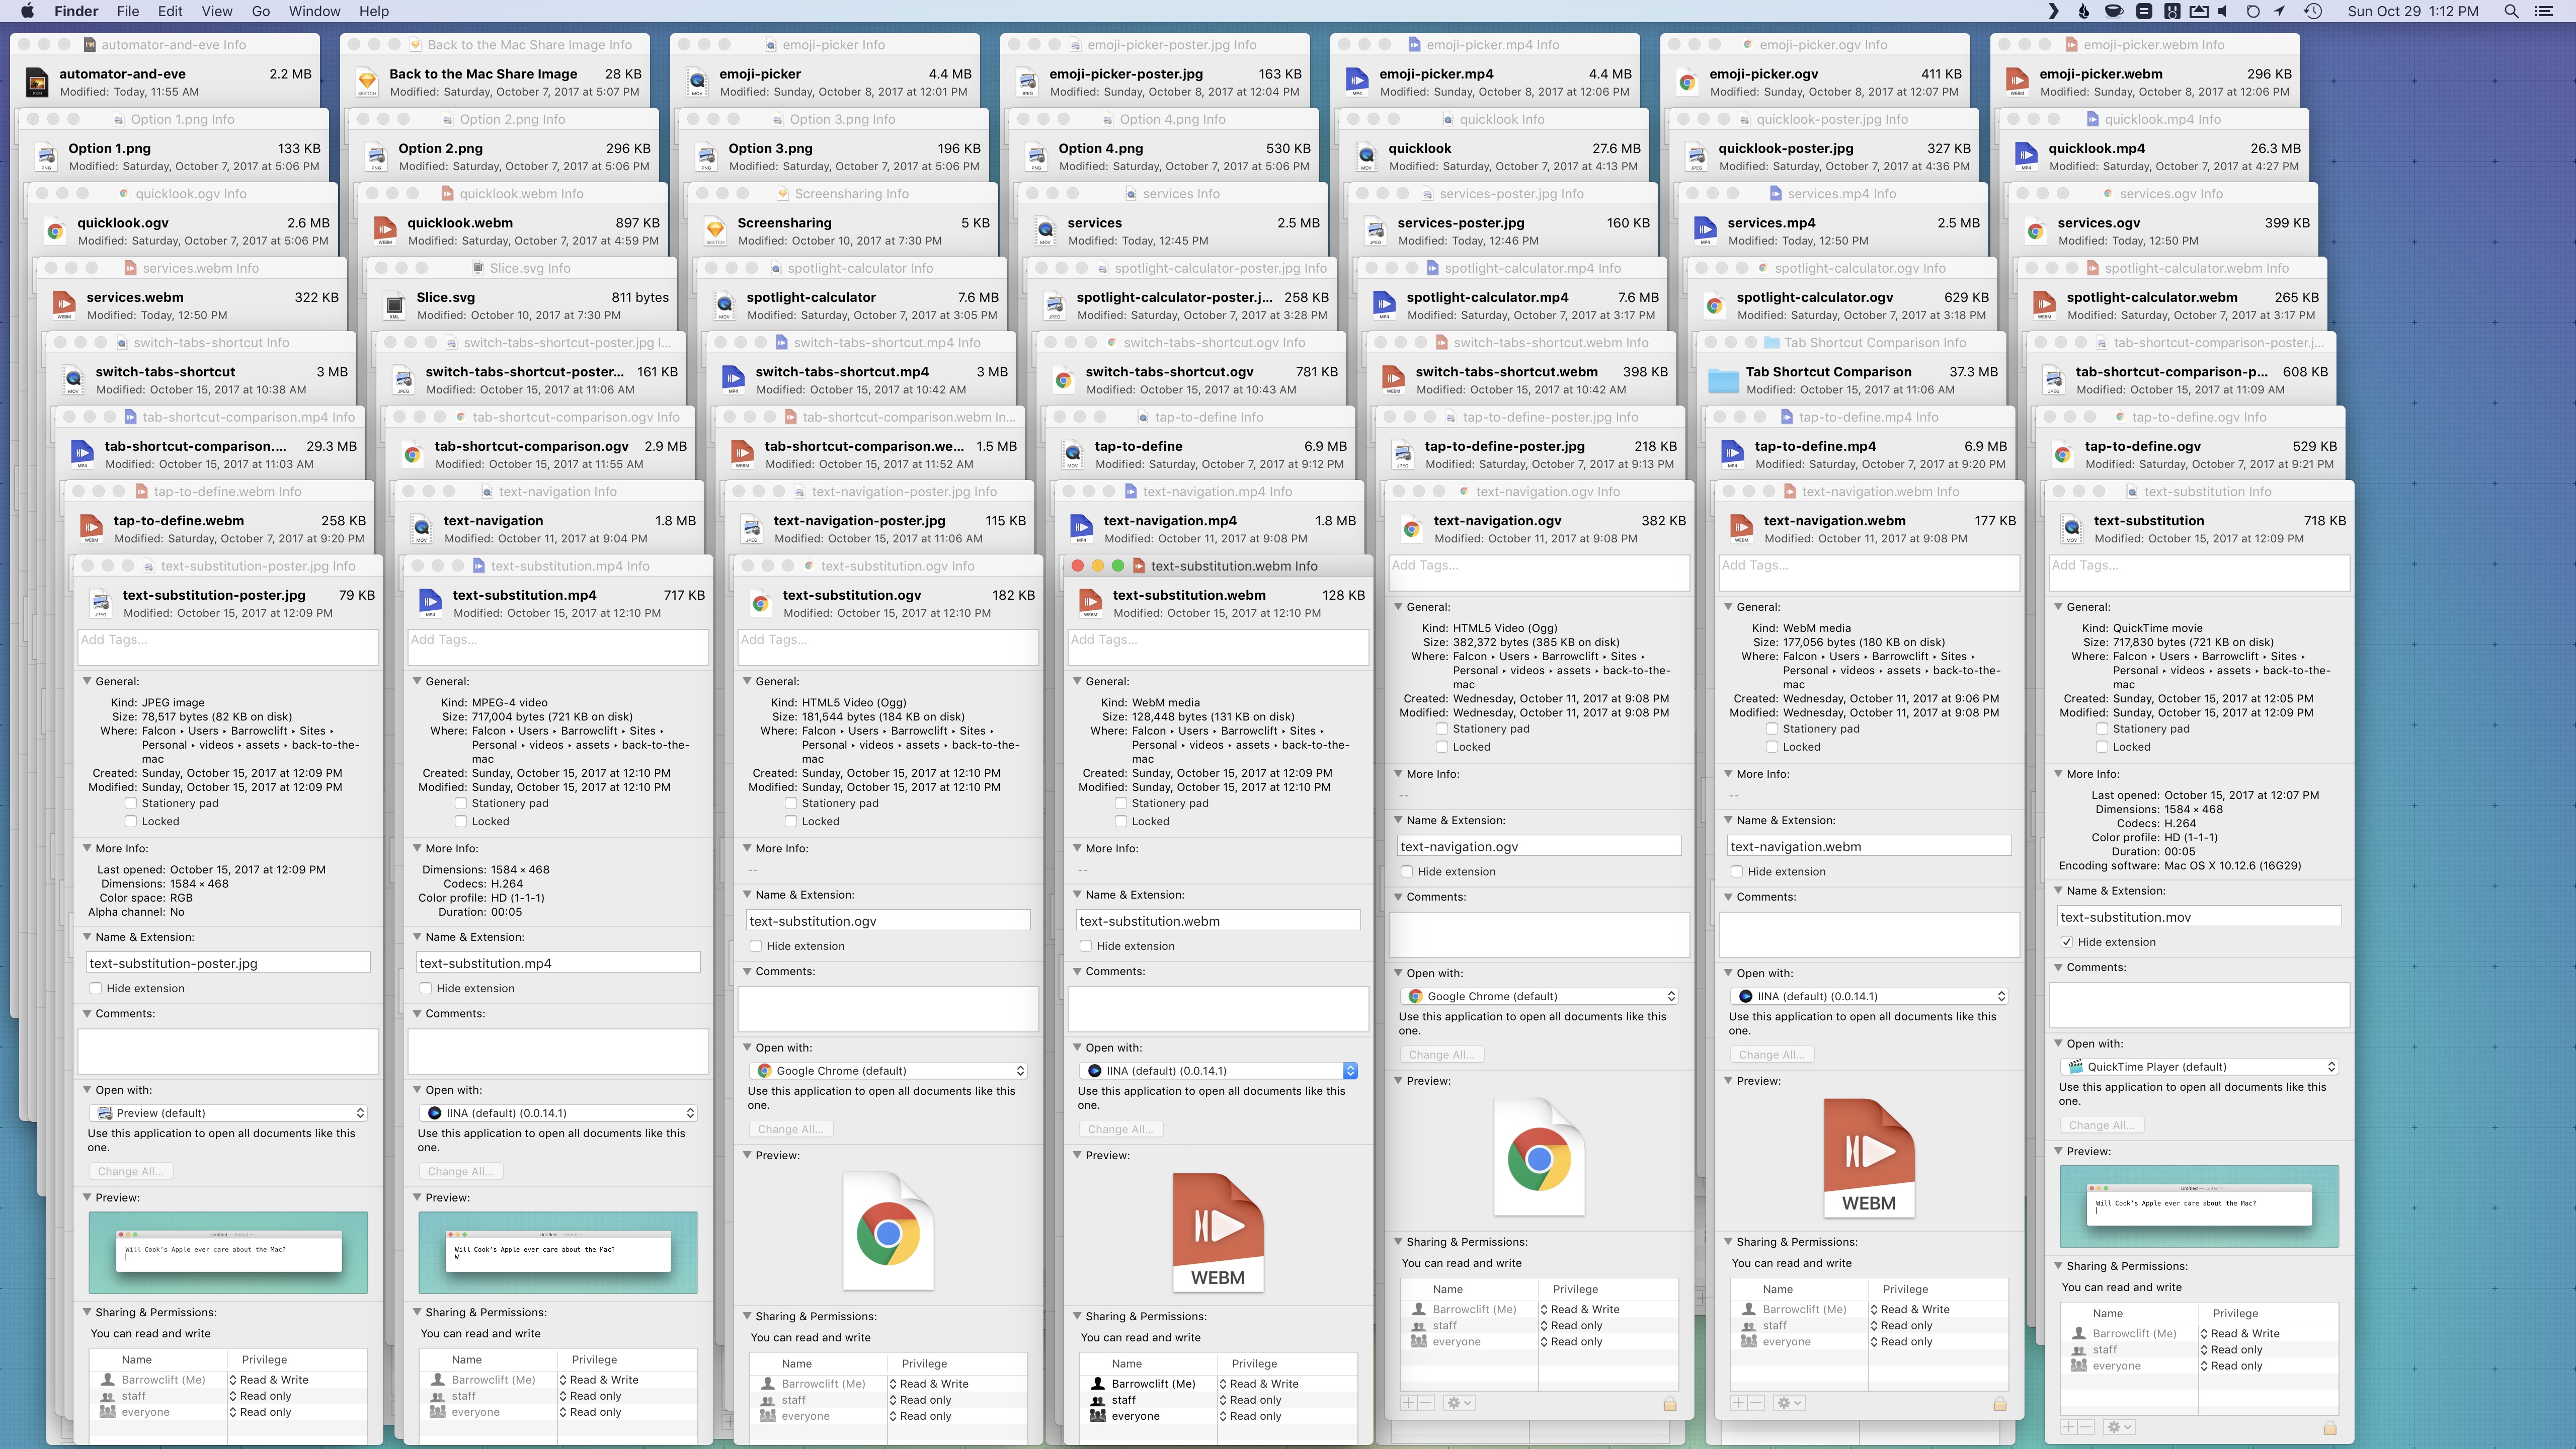 Finder File Edit View Go Window Help
Sun Oct 29 1:12 PM
automator-and-eve Info
automator-and-eve 2.2 MB
Modified: Today, 11:55 AM
Back to the Mac Share Image Info
Back to the Mac Share Image 28 KB
Modified: Saturday, October 7, 2017 at 5:07 PM
emoji-picker Info
emoji-picker 4.4 MB
Modified: Sunday, October 8, 2017 at 12:01 PM
emoji-picker-poster.jpg Info
emoji-picker-poster.jpg 163 KB
Modified: Sunday, October 8, 2017 at 12:04 PM
emoji-picker.mp4 Info
emoji-picker.mp4 4.4 MB
Modified: Sunday, October 8, 2017 at 12:06 PM
emoji-picker.ogv Info
emoji-picker.ogv 411 KB
Modified: Sunday, October 8, 2017 at 12:07 PM
emoji-picker.webm Info
emoji-picker.webm 296 KB
Modified: Sunday, October 8, 2017 at 12:06 PM
Option 1.png Info
Option 1.png 133 KB
Modified: Saturday, October 7, 2017 at 5:06 PM
Option 2.png Info
Option 2.png 296 KB
Modified: Saturday, October 7, 2017 at 5:06 PM
Option 3.png Info
Option 3.png 196 KB
Modified: Saturday, October 7, 2017 at 5:06 PM
Option 4.png Info
Option 4.png 530 KB
Modified: Saturday, October 7, 2017 at 5:06 PM
quicklook Info
quicklook 27.6 MB
Modified: Saturday, October 7, 2017 at 4:13 PM
quicklook-poster.jpg Info
quicklook-poster.jpg 327 KB
Modified: Saturday, October 7, 2017 at 4:36 PM
quicklook.mp4 Info
quicklook.mp4 26.3 MB
Modified: Saturday, October 7, 2017 at 4:27 PM
quicklook.ogv Info
quicklook.ogv 2.6 MB
Modified: Saturday, October 7, 2017 at 5:06 PM
quicklook.webm Info
quicklook.webm 897 KB
Modified: Saturday, October 7, 2017 at 4:59 PM
Screensharing Info
Screensharing 5 KB
Modified: October 10, 2017 at 7:30 PM
services Info
services 2.5 MB
Modified: Today, 12:45 PM
services-poster.jpg Info
services-poster.jpg 160 KB
Modified: Today, 12:46 PM
services.mp4 Info
services.mp4 2.5 MB
Modified: Today, 12:50 PM
services.ogv Info
services.ogv 399 KB
Modified: Today, 12:50 PM
services.webm Info
services.webm 322 KB
Modified: Today, 12:50 PM
Slice.svg Info
Slice.svg 811 bytes
Modified: October 10, 2017 at 7:30 PM
spotlight-calculator Info
spotlight-calculator 7.6 MB
Modified: Saturday, October 7, 2017 at 3:05 PM
spotlight-calculator-poster.jpg Info
spotlight-calculator-poster.j... 258 KB
Modified: Saturday, October 7, 2017 at 3:28 PM
spotlight-calculator.mp4 Info
spotlight-calculator.mp4 7.6 MB
Modified: Saturday, October 7, 2017 at 3:17 PM
spotlight-calculator.ogv Info
spotlight-calculator.ogv 629 KB
Modified: Saturday, October 7, 2017 at 3:18 PM
spotlight-calculator.webm Info
spotlight-calculator.webm 265 KB
Modified: Saturday, October 7, 2017 at 3:17 PM
switch-tabs-shortcut Info
switch-tabs-shortcut 3 MB
Modified: October 15, 2017 at 10:38 AM
switch-tabs-shortcut-poster.jpg I...
switch-tabs-shortcut-poster... 161 KB
Modified: October 15, 2017 at 11:06 AM
switch-tabs-shortcut.mp4 Info
switch-tabs-shortcut.mp4 3 MB
Modified: October 15, 2017 at 10:42 AM
switch-tabs-shortcut.ogv Info
switch-tabs-shortcut.ogv 781 KB
Modified: October 15, 2017 at 10:43 AM
switch-tabs-shortcut.webm Info
switch-tabs-shortcut.webm 398 KB
Modified: October 15, 2017 at 10:42 AM
Tab Shortcut Comparison Info
Tab Shortcut Comparison 37.3 MB
Modified: October 15, 2017 at 11:06 AM
tab-shortcut-comparison-poster.j...
tab-shortcut-comparison-p... 608 KB
Modified: October 15, 2017 at 11:09 AM
tab-shortcut-comparison.mp4 Info
tab-shortcut-comparison.... 29.3 MB
Modified: October 15, 2017 at 11:03 AM
tab-shortcut-comparison.ogv Info
tab-shortcut-comparison.ogv 2.9 MB
Modified: October 15, 2017 at 11:55 AM
tab-shortcut-comparison.webm In...
tab-shortcut-comparison.we... 1.5 MB
Modified: October 15, 2017 at 11:52 AM
tap-to-define Info
tap-to-define 6.9 MB
Modified: Saturday, October 7, 2017 at 9:12 PM
tap-to-define-poster.jpg Info
tap-to-define-poster.jpg 218 KB
Modified: Saturday, October 7, 2017 at 9:13 PM
tap-to-define.mp4 Info
tap-to-define.mp4 6.9 MB
Modified: Saturday, October 7, 2017 at 9:20 PM
tap-to-define.ogv Info
tap-to-define.ogv 529 KB
Modified: Saturday, October 7, 2017 at 9:21 PM
tap-to-define.webm Info
tap-to-define.webm 258 KB
Modified: Saturday, October 7, 2017 at 9:20 PM
text-navigation Info
text-navigation 1.8 MB
Modified: October 11, 2017 at 9:04 PM
text-navigation-poster.jpg Info
text-navigation-poster.jpg 115 KB
Modified: October 15, 2017 at 11:06 AM
text-navigation.mp4 Info
text-navigation.mp4 1.8 MB
Modified: October 11, 2017 at 9:08 PM
text-navigation.ogv Info
text-navigation.ogv 382 KB
Modified: October 11, 2017 at 9:08 PM
text-navigation.webm Info
text-navigation.webm 177 KB
Modified: October 11, 2017 at 9:08 PM
text-substitution Info
text-substitution 718 KB
Modified: October 15, 2017 at 12:09 PM
text-substitution-poster.jpg Info
text-substitution-poster.jpg 79 KB
Modified: October 15, 2017 at 12:09 PM
Add Tags...
General:
Kind: JPEG image
Size: 78,517 bytes (82 KB on disk)
Where: Falcon ‣ Users ‣ Barrowclift ‣ Sites ‣
Personal ‣ videos ‣ assets ‣ back-to-the-
mac
Created: Sunday, October 15, 2017 at 12:09 PM
Modified: Sunday, October 15, 2017 at 12:09 PM
Stationery pad
Locked
More Info:
Last opened: October 15, 2017 at 12:09 PM
Dimensions: 1584 × 468
Color space: RGB
Alpha channel: No
Name & Extension:
text-substitution-poster.jpg
Hide extension
Comments:
Open with:
Preview (default)
Use this application to open all documents like this
one.
Change All...
Preview:
Untitled — Edited
Will Cook's Apple ever care about the Mac?
Sharing & Permissions:
You can read and write
Name Privilege
Barrowclift (Me) Read & Write
staff Read only
everyone Read only
text-substitution.mp4 Info
text-substitution.mp4 717 KB
Modified: October 15, 2017 at 12:10 PM
Add Tags...
General:
Kind: MPEG-4 video
Size: 717,004 bytes (721 KB on disk)
Where: Falcon ‣ Users ‣ Barrowclift ‣ Sites ‣
Personal ‣ videos ‣ assets ‣ back-to-the-
mac
Created: Sunday, October 15, 2017 at 12:10 PM
Modified: Sunday, October 15, 2017 at 12:10 PM
Stationery pad
Locked
More Info:
Dimensions: 1584 × 468
Codecs: H.264
Color profile: HD (1-1-1)
Duration: 00:05
Name & Extension:
text-substitution.mp4
Hide extension
Comments:
Open with:
IINA (default) (0.0.14.1)
Use this application to open all documents like this
one.
Change All...
Preview:
Untitled — Edited
Will Cook's Apple ever care about the Mac?
W
Sharing & Permissions:
You can read and write
Name Privilege
Barrowclift (Me) Read & Write
staff Read only
everyone Read only
text-substitution.ogv Info
text-substitution.ogv 182 KB
Modified: October 15, 2017 at 12:10 PM
Add Tags...
General:
Kind: HTML5 Video (Ogg)
Size: 181,544 bytes (184 KB on disk)
Where: Falcon ‣ Users ‣ Barrowclift ‣ Sites ‣
Personal ‣ videos ‣ assets ‣ back-to-the-
mac
Created: Sunday, October 15, 2017 at 12:10 PM
Modified: Sunday, October 15, 2017 at 12:10 PM
Stationery pad
Locked
More Info:
--
Name & Extension:
text-substitution.ogv
Hide extension
Comments:
Open with:
Google Chrome (default)
Use this application to open all documents like this
one.
Change All...
Preview:
Sharing & Permissions:
You can read and write
Name Privilege
Barrowclift (Me) Read & Write
staff Read only
everyone Read only
text-substitution.webm Info
text-substitution.webm 128 KB
Modified: October 15, 2017 at 12:10 PM
Add Tags...
General:
Kind: WebM media
Size: 128,448 bytes (131 KB on disk)
Where: Falcon ‣ Users ‣ Barrowclift ‣ Sites ‣
Personal ‣ videos ‣ assets ‣ back-to-the-
mac
Created: Sunday, October 15, 2017 at 12:09 PM
Modified: Sunday, October 15, 2017 at 12:10 PM
Stationery pad
Locked
More Info:
--
Name & Extension:
text-substitution.webm
Hide extension
Comments:
Open with:
IINA (default) (0.0.14.1)
Use this application to open all documents like this
one.
Change All...
Preview:
WEBM
Sharing & Permissions:
You can read and write
Name Privilege
Barrowclift (Me) Read & Write
staff Read only
everyone Read only
Add Tags...
General:
Kind: HTML5 Video (Ogg)
Size: 382,372 bytes (385 KB on disk)
Where: Falcon ‣ Users ‣ Barrowclift ‣ Sites ‣
Personal ‣ videos ‣ assets ‣ back-to-the-
mac
Created: Wednesday, October 11, 2017 at 9:08 PM
Modified: Wednesday, October 11, 2017 at 9:08 PM
Stationery pad
Locked
More Info:
--
Name & Extension:
text-navigation.ogv
Hide extension
Comments:
Open with:
Google Chrome (default)
Use this application to open all documents like this
one.
Change All...
Preview:
Sharing & Permissions:
You can read and write
Name Privilege
Barrowclift (Me) Read & Write
staff Read only
everyone Read only
Add Tags...
General:
Kind: WebM media
Size: 177,056 bytes (180 KB on disk)
Where: Falcon ‣ Users ‣ Barrowclift ‣ Sites ‣
Personal ‣ videos ‣ assets ‣ back-to-the-
mac
Created: Wednesday, October 11, 2017 at 9:06 PM
Modified: Wednesday, October 11, 2017 at 9:08 PM
Stationery pad
Locked
More Info:
--
Name & Extension:
text-navigation.webm
Hide extension
Comments:
Open with:
IINA (default) (0.0.14.1)
Use this application to open all documents like this
one.
Change All...
Preview:
WEBM
Sharing & Permissions:
You can read and write
Name Privilege
Barrowclift (Me) Read & Write
staff Read only
everyone Read only
Add Tags...
General:
Kind: QuickTime movie
Size: 717,830 bytes (721 KB on disk)
Where: Falcon ‣ Users ‣ Barrowclift ‣ Sites ‣
Personal ‣ videos ‣ assets ‣ back-to-the-
mac
Created: Sunday, October 15, 2017 at 12:05 PM
Modified: Sunday, October 15, 2017 at 12:09 PM
Stationery pad
Locked
More Info:
Last opened: October 15, 2017 at 12:07 PM
Dimensions: 1584 × 468
Codecs: H.264
Color profile: HD (1-1-1)
Duration: 00:05
Encoding software: Mac OS X 10.12.6 (16G29)
Name & Extension:
text-substitution.mov
Hide extension
Comments:
Open with:
QuickTime Player (default)
Use this application to open all documents like this
one.
Change All...
Preview:
Untitled — Edited
Will Cook's Apple ever care about the Mac?
Sharing & Permissions:
You can read and write
Name Privilege
Barrowclift (Me) Read & Write
staff Read only
everyone Read only